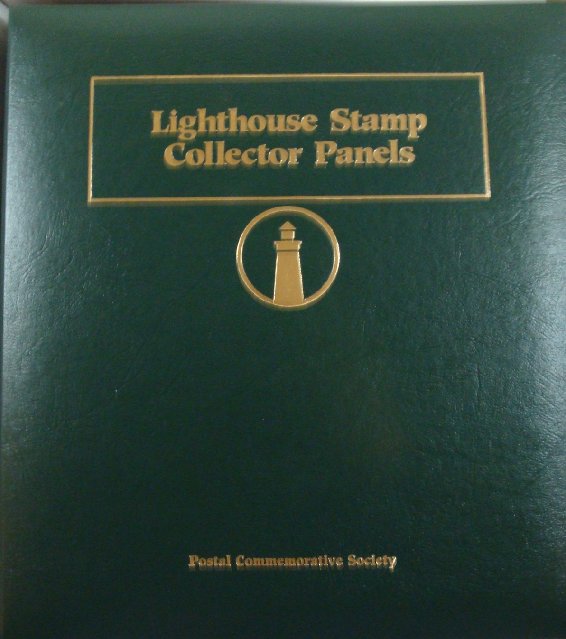 Lighthouse Stamp
Collector Panels
Postal Commemorative Society